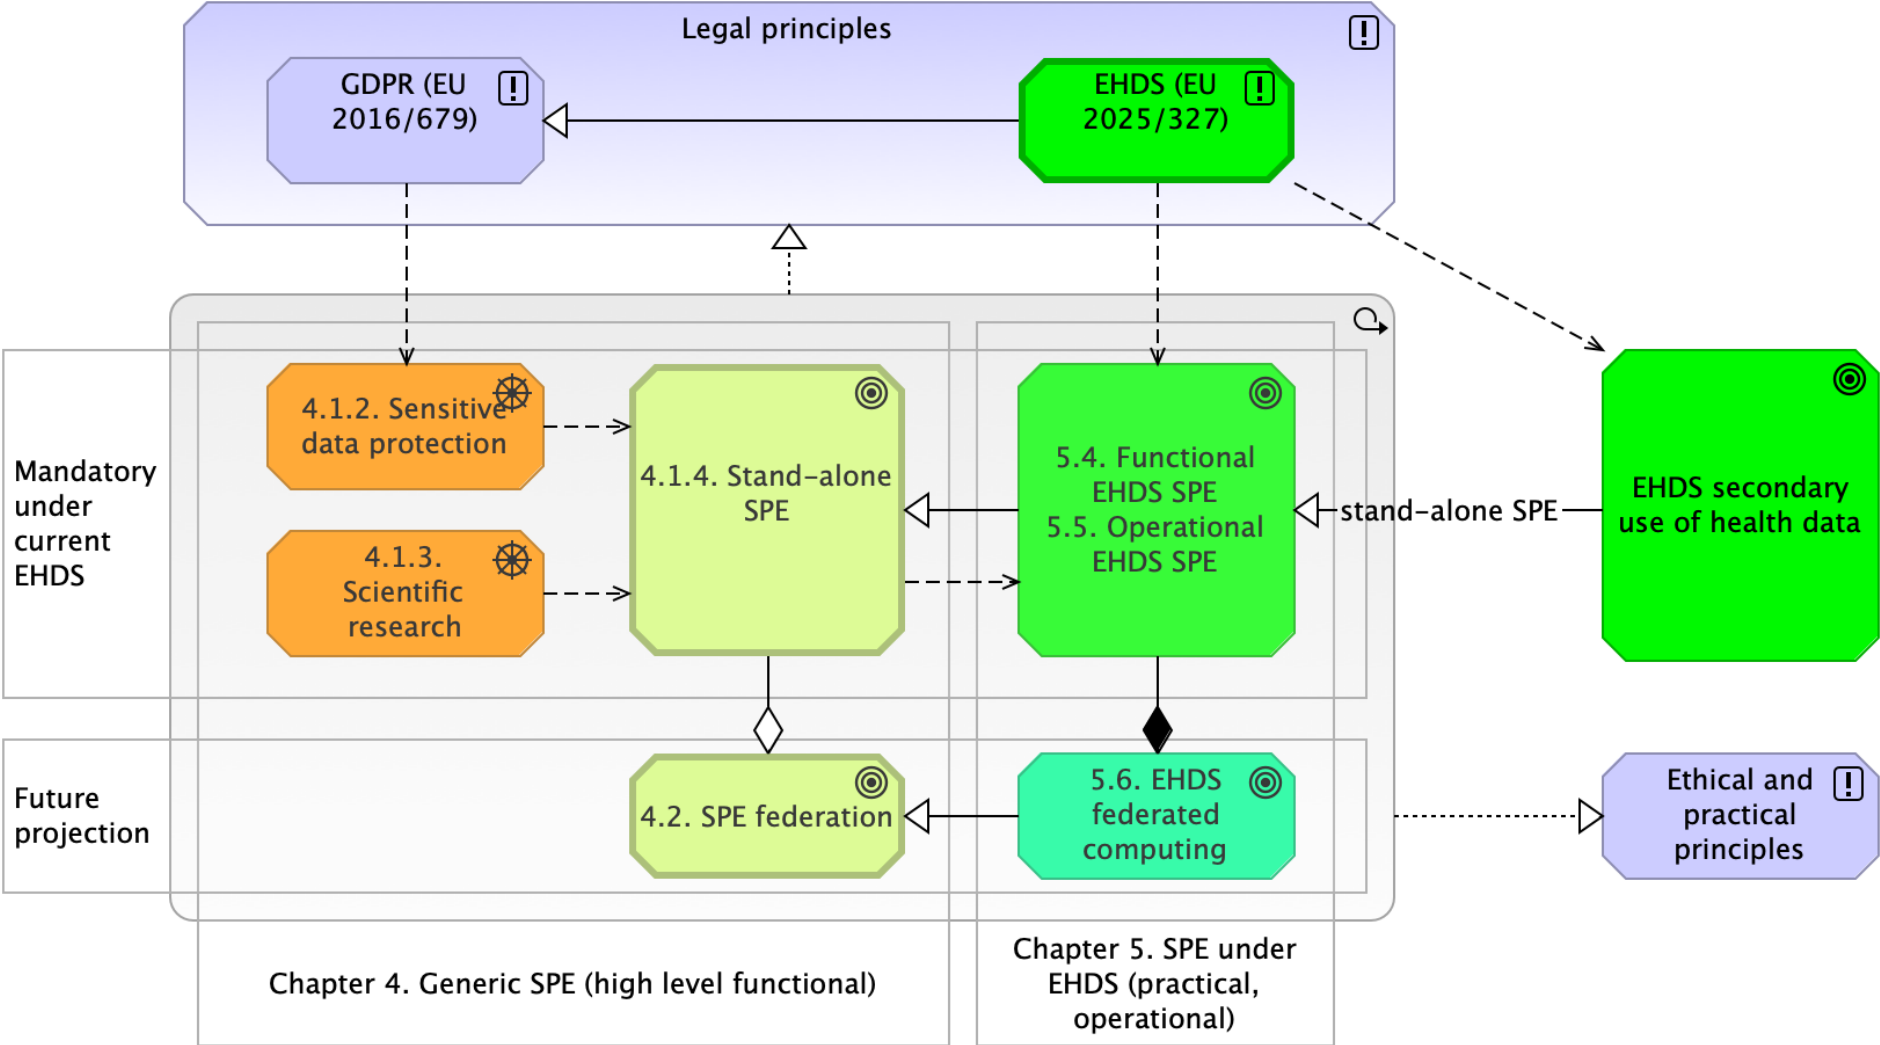 Legal principles
GDPR (EU
2016/679)
EHDS (EU
2025/327)
Mandatory
under
current
EHDS
4.1.2. Sensitive
data protection
4.1.3.
Scientific
research
4.1.4. Stand-alone
SPE
5.4. Functional
EHDS SPE
5.5. Operational
EHDS SPE
stand-alone SPE
EHDS secondary
use of health data
Future
projection
4.2. SPE federation
5.6. EHDS
federated
computing
Ethical and
practical
principles
Chapter 4. Generic SPE (high level functional)
Chapter 5. SPE under
EHDS (practical,
operational)